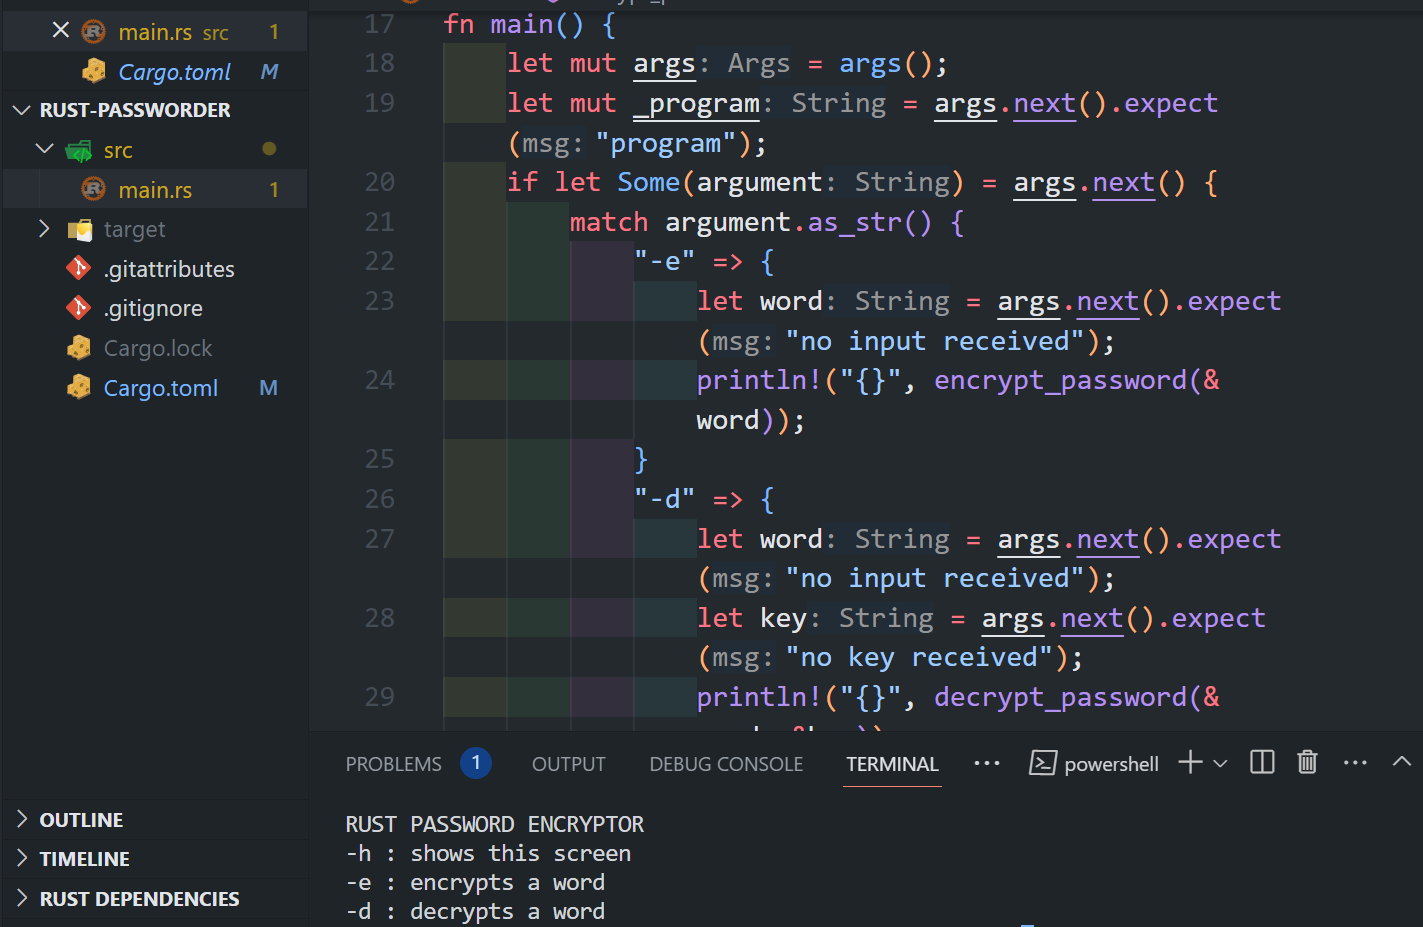 main.rs src 1
Cargo.toml M
RUST-PASSWORDER
src
main.rs 1
target
.gitattributes
.gitignore
Cargo.lock
Cargo.toml M
OUTLINE
TIMELINE
RUST DEPENDENCIES
17 fn main() {
18 let mut args: Args = args();
19 let mut _program: String = args.next().expect
(msg: "program");
20 if let Some(argument: String) = args.next() {
21 match argument.as_str() {
22 "-e" => {
23 let word: String = args.next().expect
(msg: "no input received");
24 println!("{}", encrypt_password(&
word));
25 }
26 "-d" => {
27 let word: String = args.next().expect
(msg: "no input received");
28 let key: String = args.next().expect
(msg: "no key received");
29 println!("{}", decrypt_password(&
PROBLEMS 1 OUTPUT DEBUG CONSOLE TERMINAL ··· powershell ···
RUST PASSWORD ENCRYPTOR
-h : shows this screen
-e : encrypts a word
-d : decrypts a word